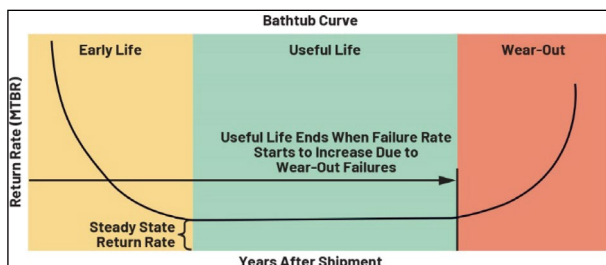 Bathtub Curve
Early Life
Useful Life
Wear-Out
Return Rate (MTBR)
Useful Life Ends When Failure Rate
Starts to Increase Due to
Wear-Out Failures
Steady State
Return Rate
Years After Shipment